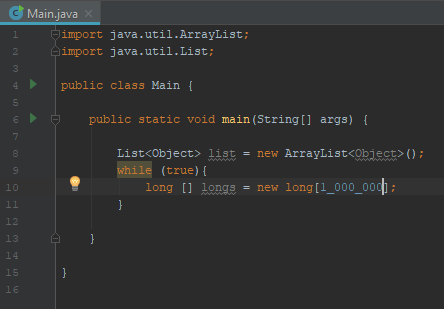 Main.java
1 import java.util.ArrayList;
2 import java.util.List;
3
4 public class Main {
5
6 public static void main(String[] args) {
7
8 List<Object> list = new ArrayList<Object>();
9 while (true){
10 long [] longs = new long[1_000_000];
11 }
12
13 }
14
15 }
16